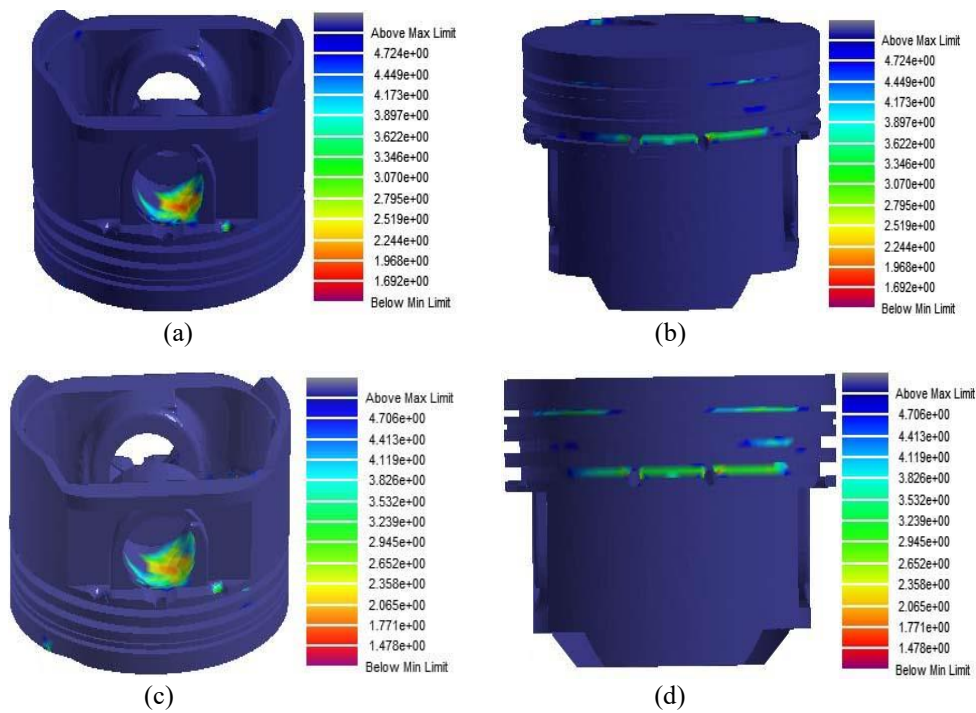 Above Max Limit
4.724e+00
4.449e+00
4.173e+00
3.897e+00
3.622e+00
3.346e+00
3.070e+00
2.795e+00
2.519e+00
2.244e+00
1.968e+00
1.692e+00
Below Min Limit
(a)
Above Max Limit
4.724e+00
4.449e+00
4.173e+00
3.897e+00
3.622e+00
3.346e+00
3.070e+00
2.795e+00
2.519e+00
2.244e+00
1.968e+00
1.692e+00
Below Min Limit
(b)
Above Max Limit
4.706e+00
4.413e+00
4.119e+00
3.826e+00
3.532e+00
3.239e+00
2.945e+00
2.652e+00
2.358e+00
2.065e+00
1.771e+00
1.478e+00
Below Min Limit
(c)
Above Max Limit
4.706e+00
4.413e+00
4.119e+00
3.826e+00
3.532e+00
3.239e+00
2.945e+00
2.652e+00
2.358e+00
2.065e+00
1.771e+00
1.478e+00
Below Min Limit
(d)